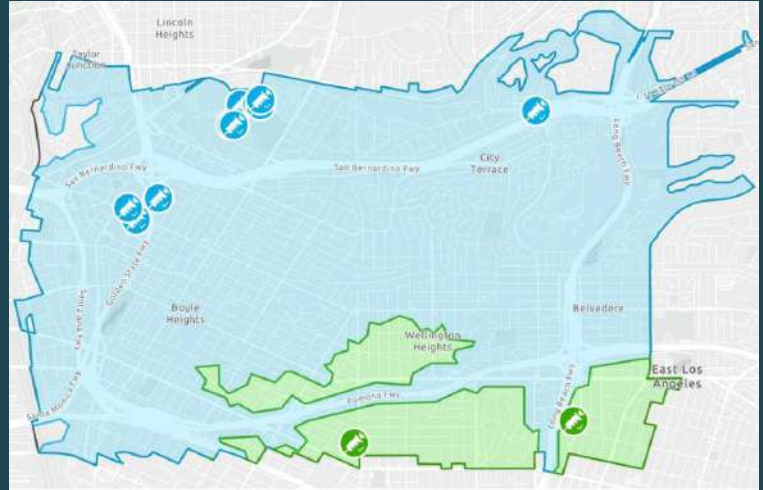 Lincoln
Heights
Taylor
Junction
San Bernardino Fwy
San Bernardino Fwy
City
Terrace
Long Beach Fwy
Golden State Fwy
Santa Ana Fwy
Boyle
Heights
Belvedere
Wellington
Heights
East Los
Angeles
Pomona Fwy
Long Beach Fwy
Santa Monica Fwy